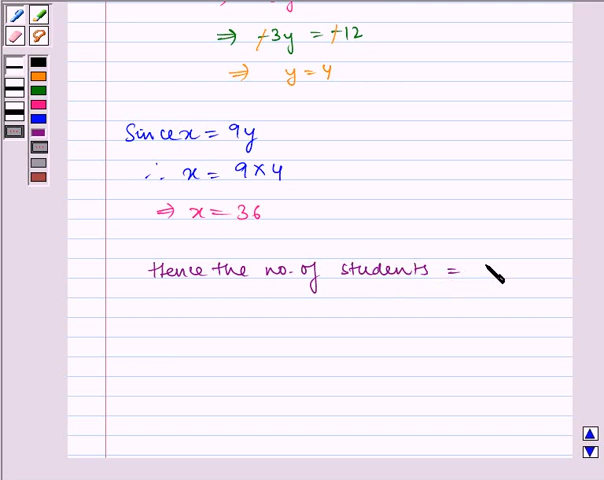 ⇒ -3y = -12
⇒ y = 4
Since x = 9y
∴ x = 9×4
⇒ x = 36
Hence the no. of students =